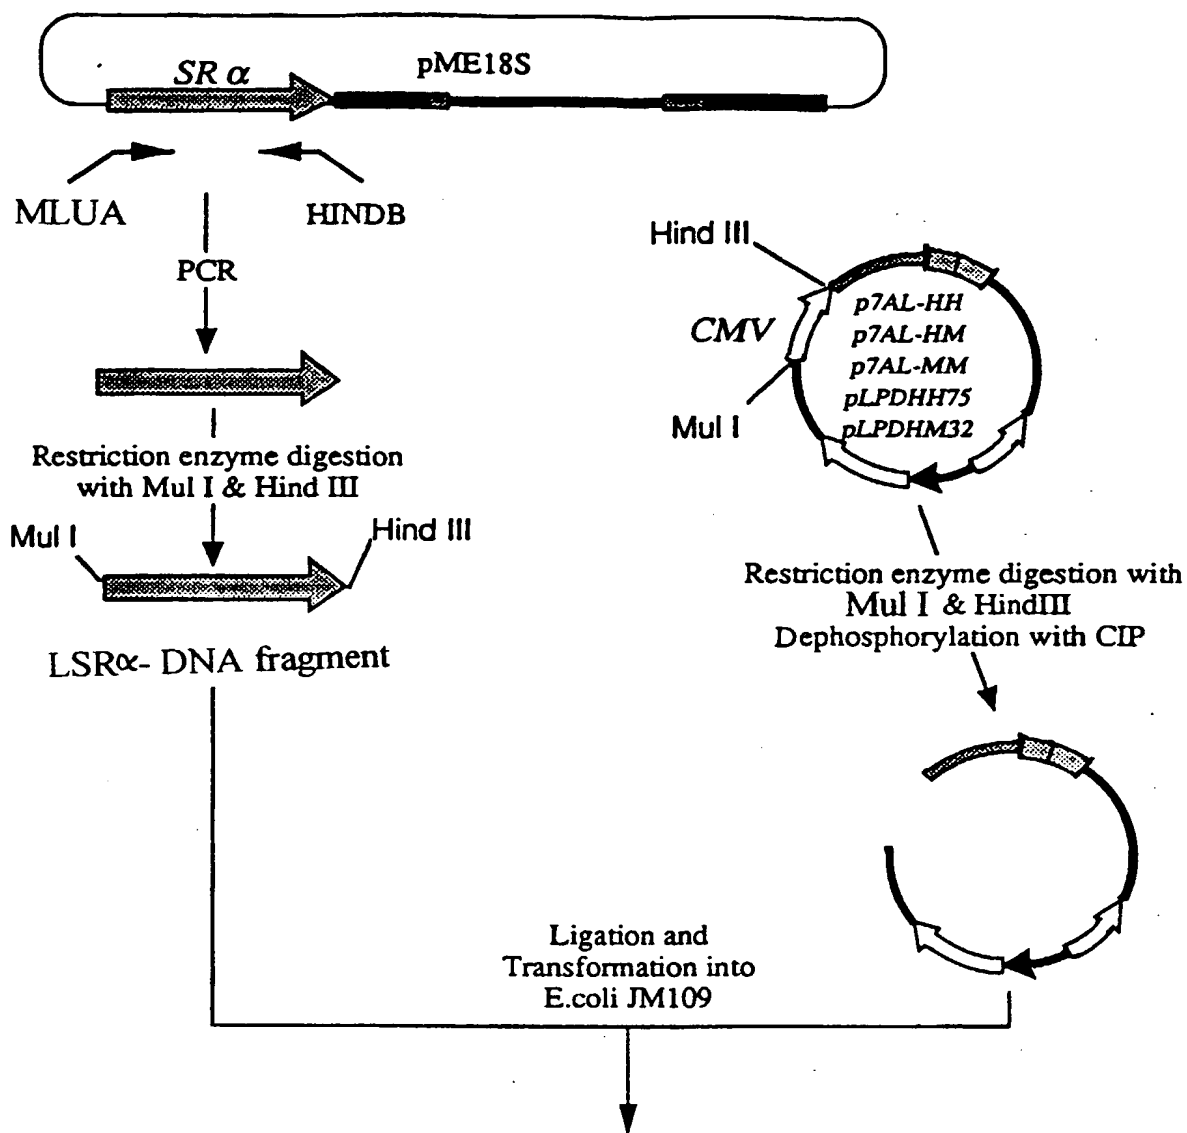 SR α
pME18S
MLUA
HINDB
PCR
Restriction enzyme digestion
with Mul I & Hind III
Mul I
Hind III
LSRα- DNA fragment
Hind III
CMV
Mul I
p7AL-HH
p7AL-HM
p7AL-MM
pLPDHH75
pLPDHM32
Restriction enzyme digestion with
Mul I & HindIII
Dephosphorylation with CIP
Ligation and
Transformation into
E.coli JM109